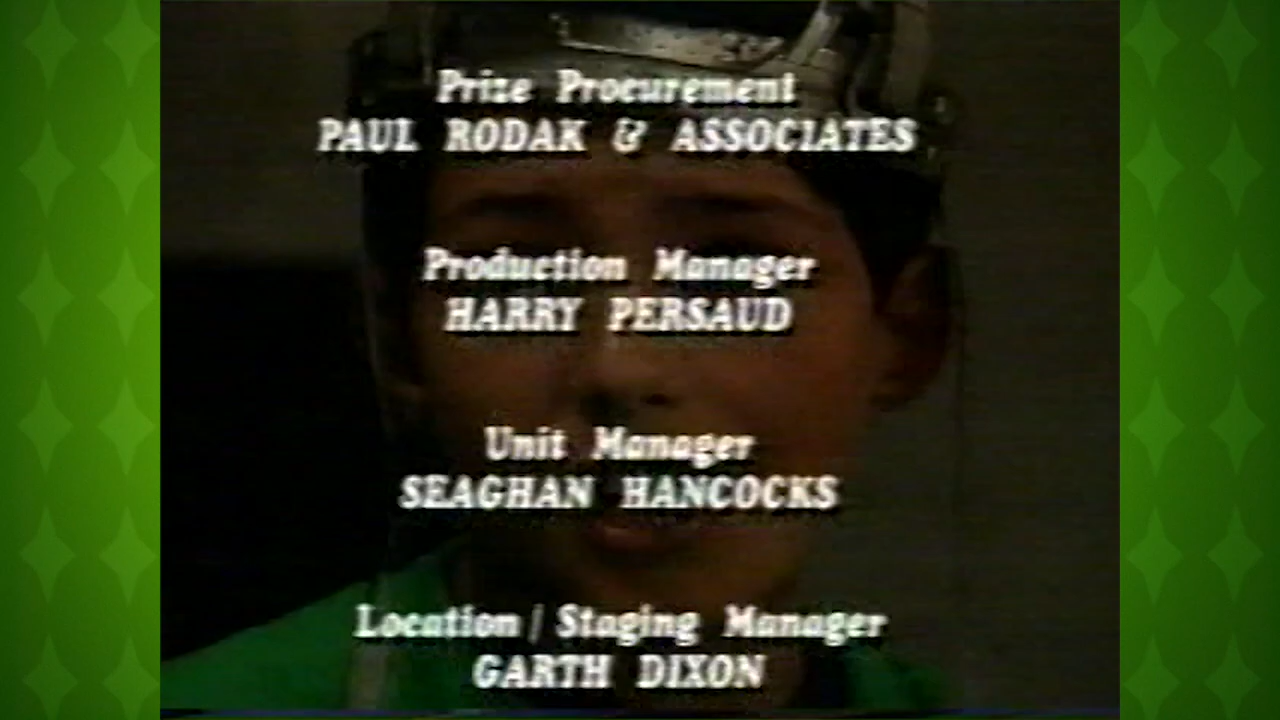 Prize Procurement
PAUL RODAK & ASSOCIATES
Production Manager
HARRY PERSAUD
Unit Manager
SEAGHAN HANCOCKS
Location / Staging Manager
GARTH DIXON